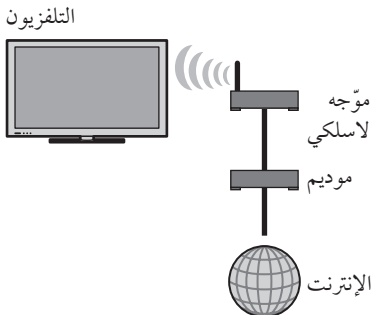 التلفزيون
موّجه
لاسلكي
موديم
الإنترنت